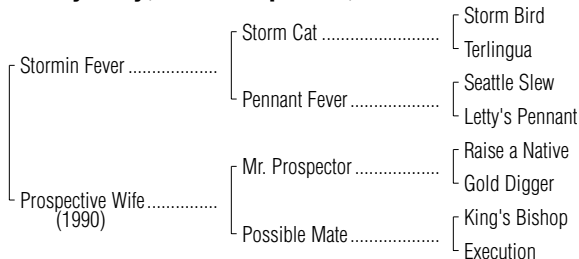 Storm Bird
Storm Cat ......................
Terlingua
Stormin Fever .................
Seattle Slew
Pennant Fever .................
Letty's Pennant
Raise a Native
Mr. Prospector ................
Gold Digger
Prospective Wife .............
(1990)
King's Bishop
Possible Mate .................
Execution